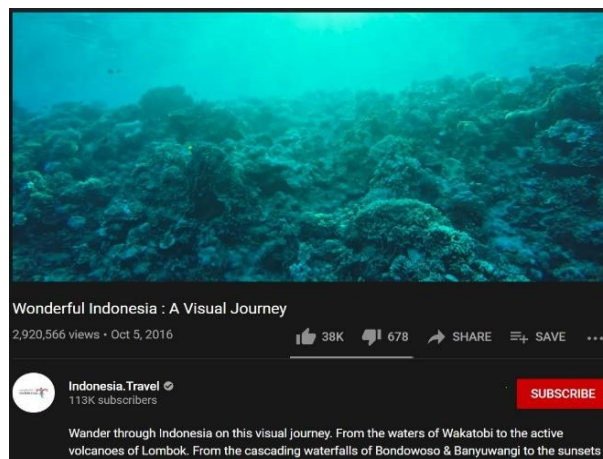 Wonderful Indonesia : A Visual Journey
2,920,566 views • Oct 5, 2016
38K 678 SHARE SAVE
Indonesia.Travel
113K subscribers
SUBSCRIBE
Wander through Indonesia on this visual journey. From the waters of Wakatobi to the active
volcanoes of Lombok. From the cascading waterfalls of Bondowoso & Banyuwangi to the sunsets